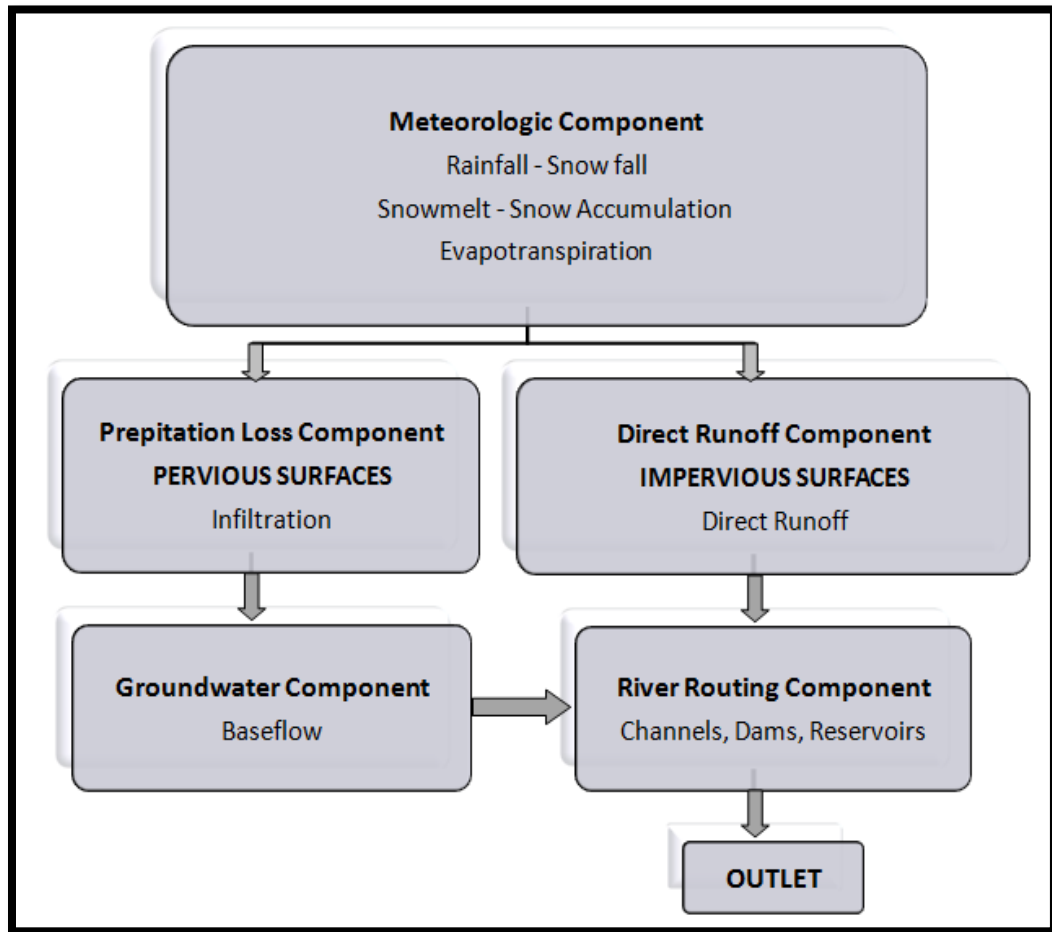 Meteorologic Component
Rainfall - Snow fall
Snowmelt - Snow Accumulation
Evapotranspiration
Prepitation Loss Component
PERVIOUS SURFACES
Infiltration
Direct Runoff Component
IMPERVIOUS SURFACES
Direct Runoff
Groundwater Component
Baseflow
River Routing Component
Channels, Dams, Reservoirs
OUTLET